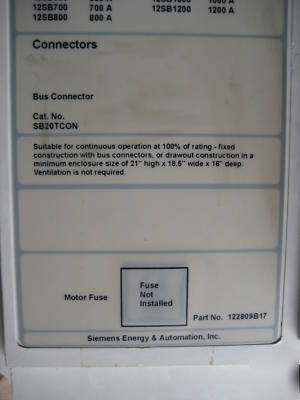 12SB700 700 A 12SB1200 1200 A
12SB800 800 A
Connectors
Bus Connector
Cat. No.
SB20TCON
Suitable for continuous operation at 100% of rating - fixed
construction with bus connectors, or drawout construction in a
minimum enclosure size of 21" high x 18.5" wide x 16" deep.
Ventilation is not required.
Fuse
Not
Installed
Motor Fuse
Part No. 122809B17
Siemens Energy & Automation, Inc.